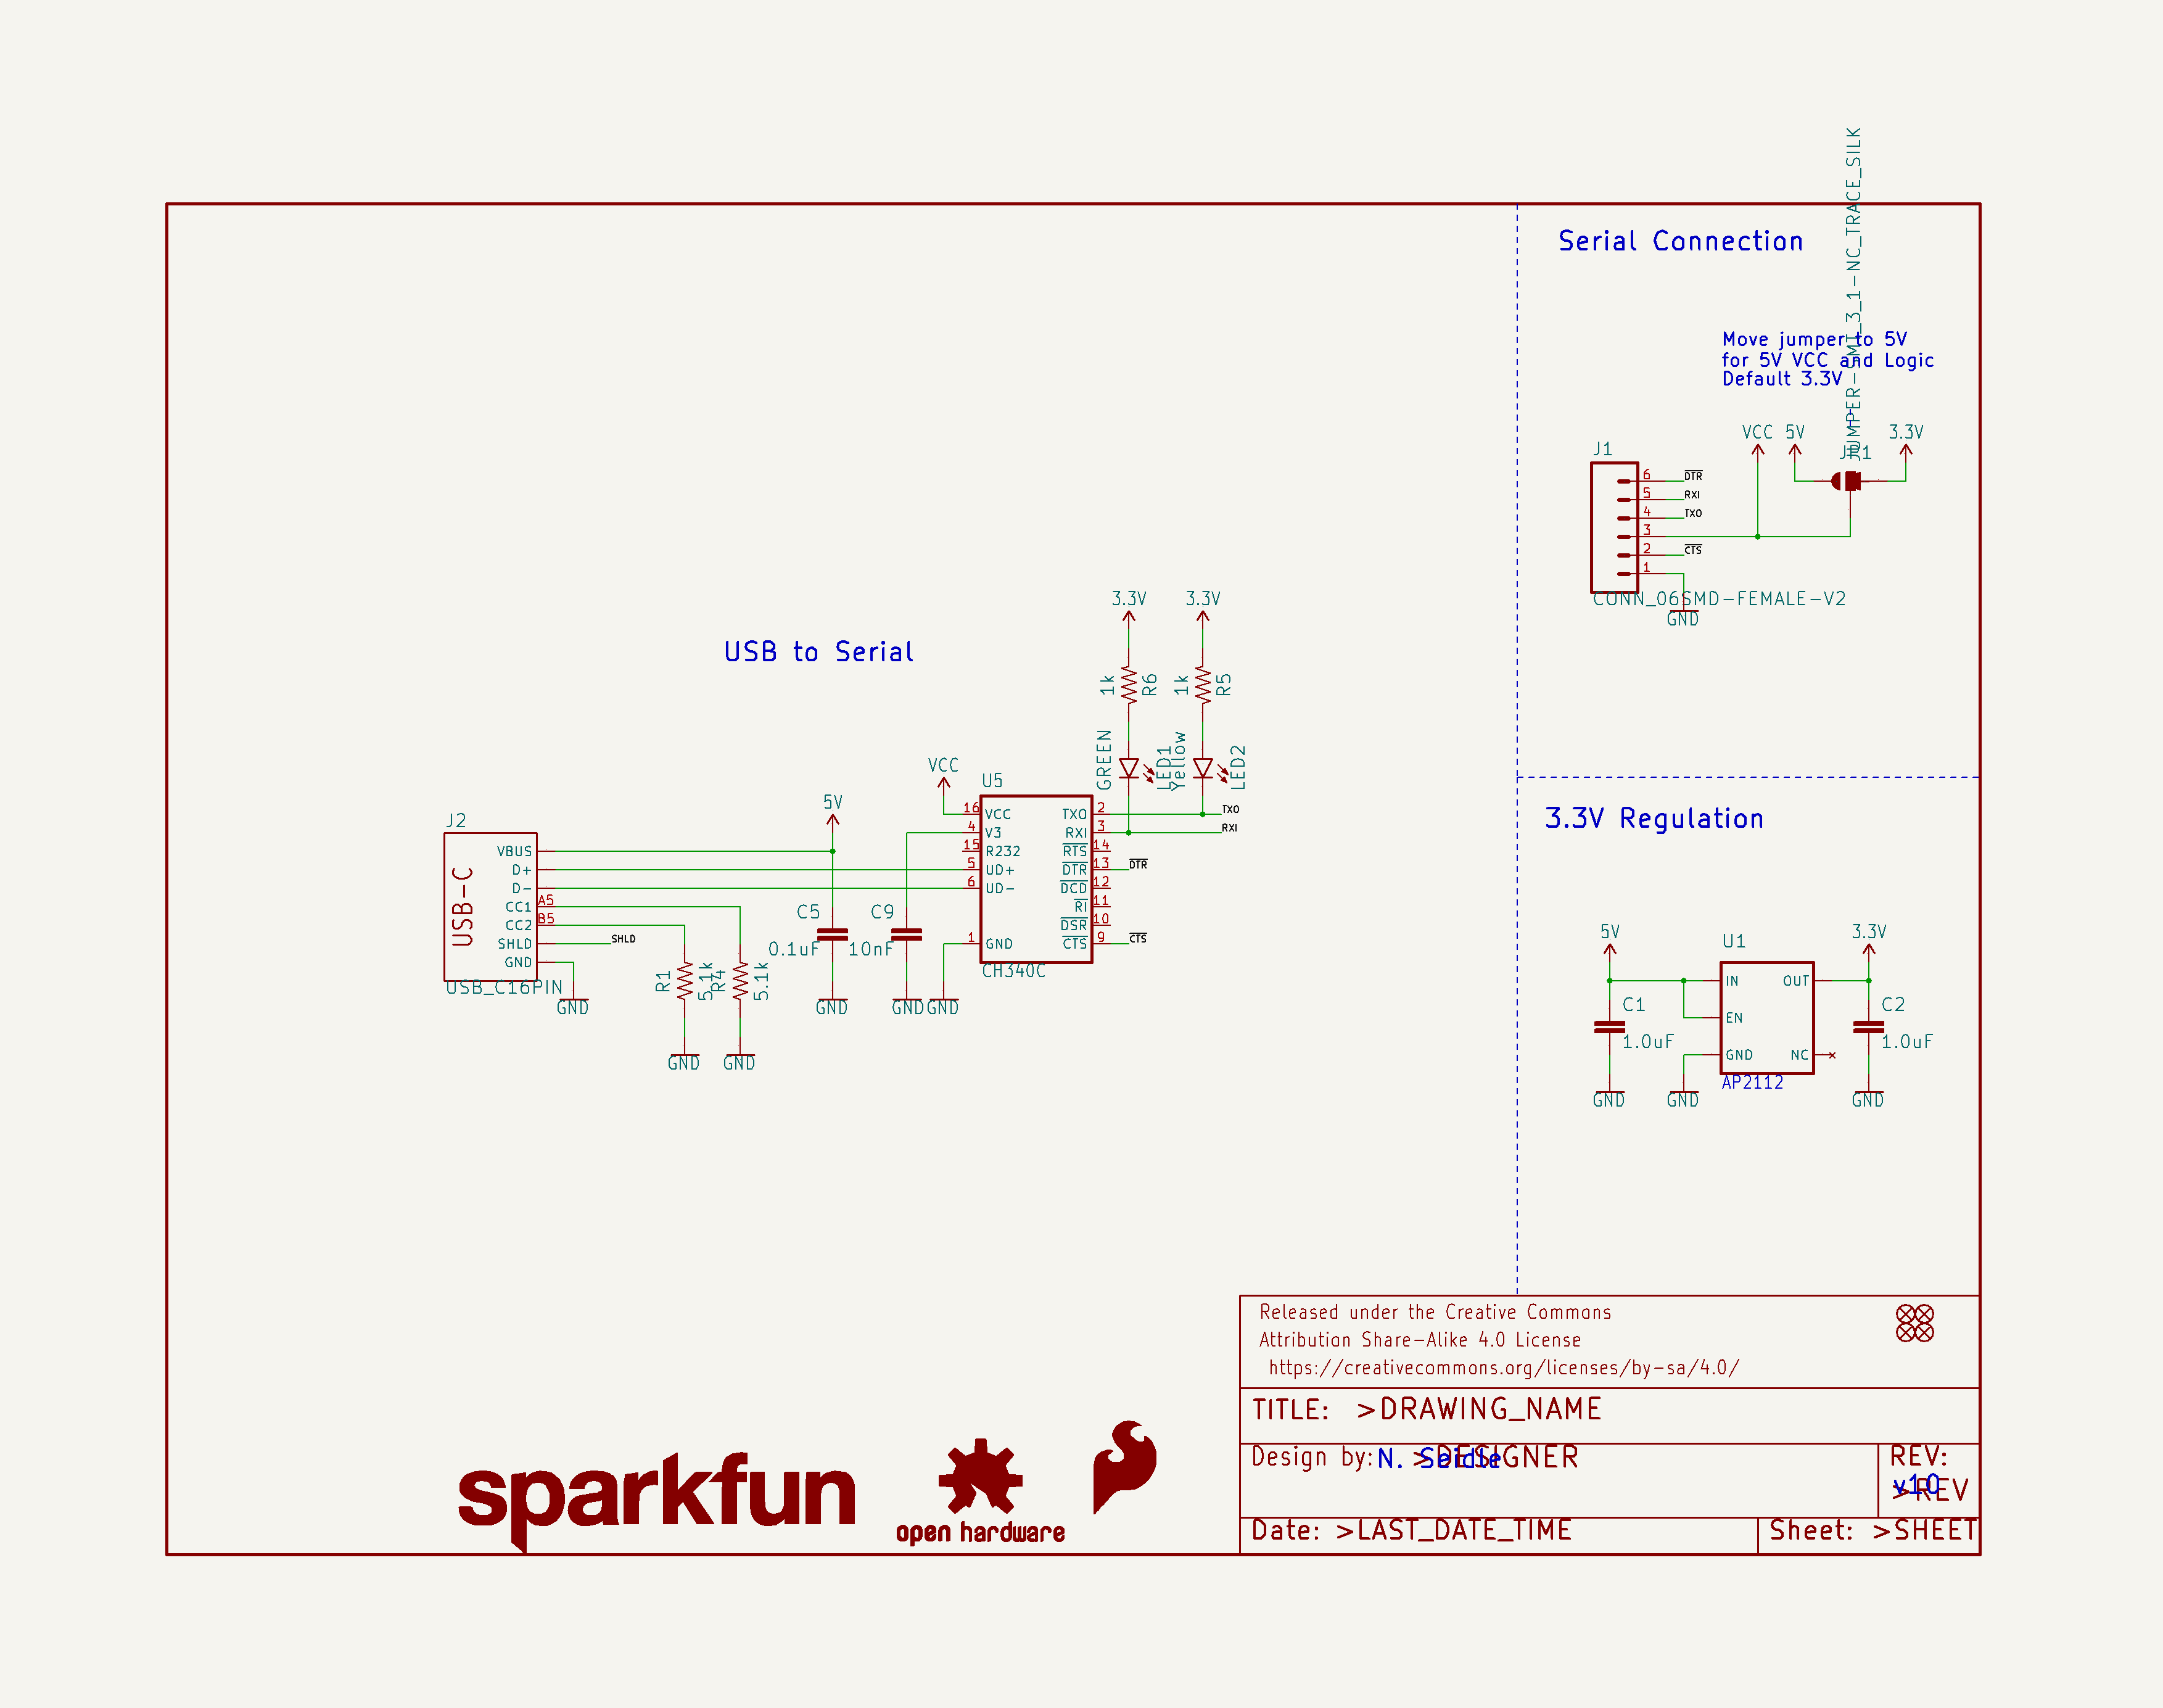 JUMPER-SMT_3_1-NC_TRACE_SILK
Serial Connection
Move jumper to 5V
for 5V VCC and Logic
Default 3.3V
VCC
5V
3.3V
J1
6
DTR
5
RXI
4
TXO
3
2
CTS
1
CONN_06SMD-FEMALE-V2
GND
USB to Serial
3.3V
3.3V
1k
R6
1k
R5
GREEN
LED1
Yellow
LED2
VCC
U5
5V
J2
USB-C
VBUS
D+
D-
CC1
A5
CC2
B5
SHLD
SHLD
GND
USB_C16PIN
GND
R1
5.1k
R4
5.1k
GND
GND
C5
0.1uF
GND
C9
10nF
GND
GND
16
VCC
4
V3
15
R232
5
UD+
6
UD-
1
GND
TXO
2
TXO
RXI
3
RXI
RTS
14
DTR
13
DTR
DCD
12
RI
11
DSR
10
CTS
9
CTS
CH340C
3.3V Regulation
5V
U1
3.3V
IN
OUT
EN
GND
NC
AP2112
C1
1.0uF
C2
1.0uF
GND
GND
GND
Released under the Creative Commons
Attribution Share-Alike 4.0 License
https://creativecommons.org/licenses/by-sa/4.0/
TITLE: >DRAWING_NAME
Design by: N. Seidle
>DESIGNER
REV:
v10
>REV
Date: >LAST_DATE_TIME
Sheet: >SHEET
sparkfun
open hardware